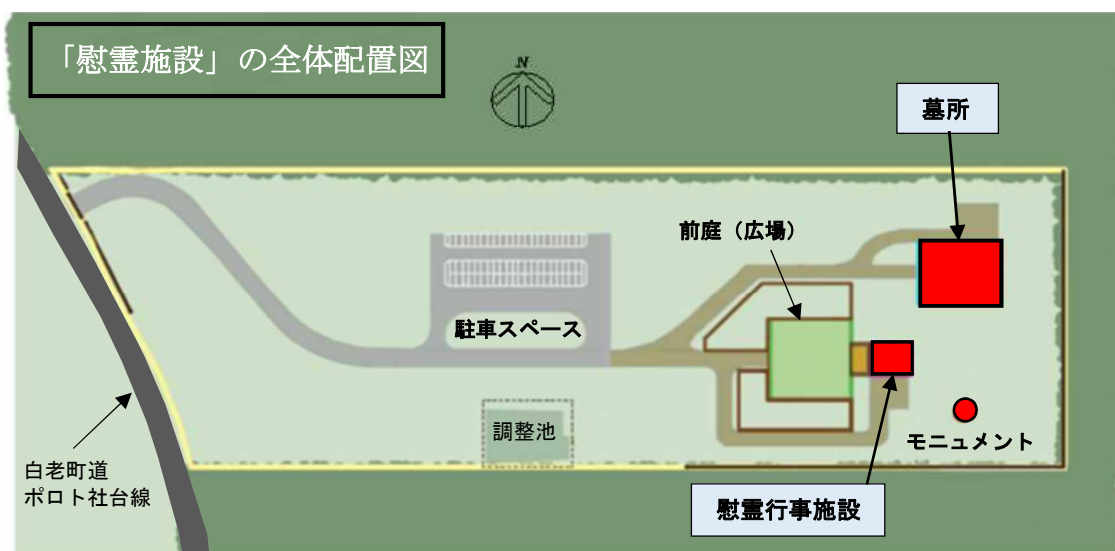 「慰霊施設」の全体配置図
N
墓所
前庭（広場）
駐車スペース
調整池
モニュメント
白老町道
ポロト社台線
慰霊行事施設